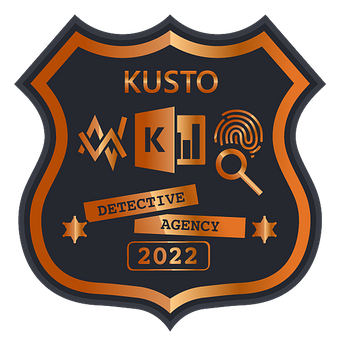 KUSTO
K
DETECTIVE
AGENCY
2022